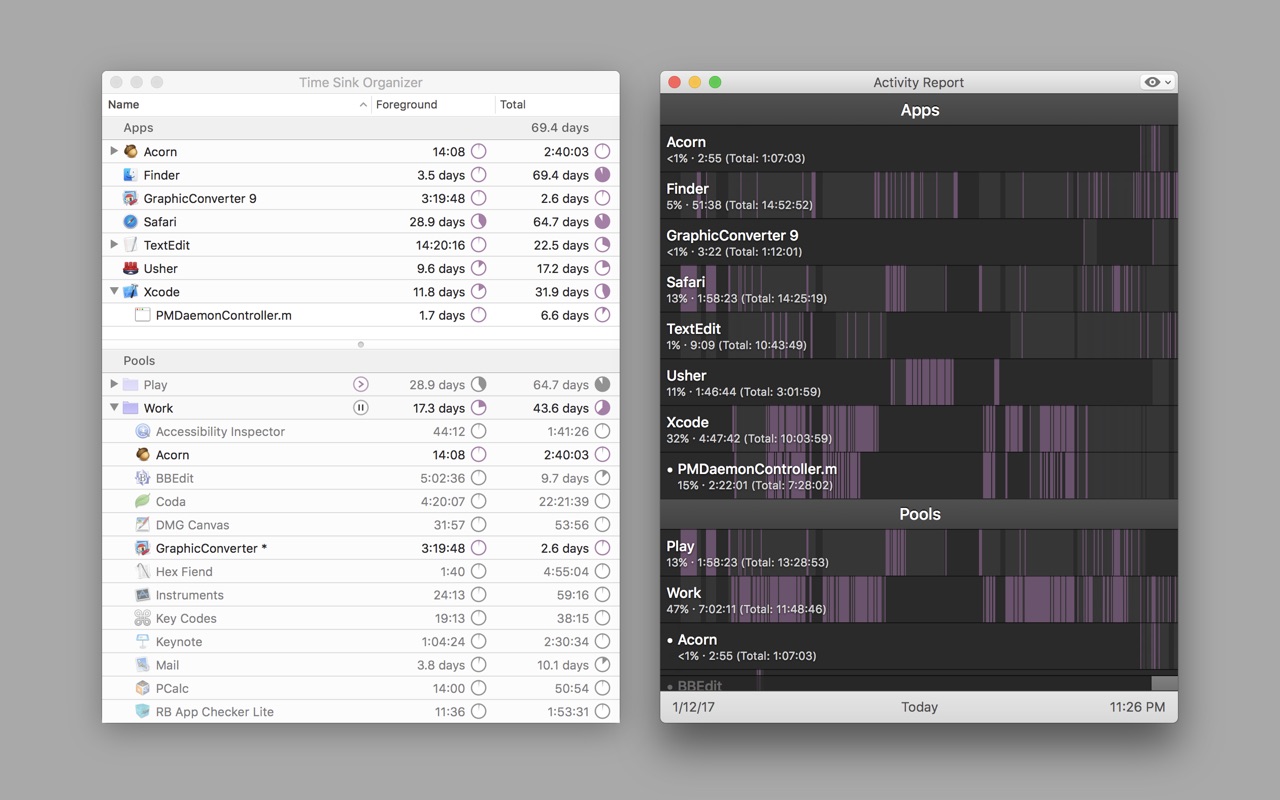 Time Sink Organizer
Name Foreground Total
Apps 69.4 days
Acorn 14:08 2:40:03
Finder 3.5 days 69.4 days
GraphicConverter 9 3:19:48 2.6 days
Safari 28.9 days 64.7 days
TextEdit 14:20:16 22.5 days
Usher 9.6 days 17.2 days
Xcode 11.8 days 31.9 days
PMDaemonController.m 1.7 days 6.6 days
Pools
Play 28.9 days 64.7 days
Work 17.3 days 43.6 days
Accessibility Inspector 44:12 1:41:26
Acorn 14:08 2:40:03
BBEdit 5:02:36 9.7 days
Coda 4:20:07 22:21:39
DMG Canvas 31:57 53:56
GraphicConverter * 3:19:48 2.6 days
Hex Fiend 1:40 4:55:04
Instruments 24:13 59:16
Key Codes 19:13 38:15
Keynote 1:04:24 2:30:34
Mail 3.8 days 10.1 days
PCalc 14:00 50:54
RB App Checker Lite 11:36 1:53:31
Activity Report
Apps
Acorn
<1% · 2:55 (Total: 1:07:03)
Finder
5% · 51:38 (Total: 14:52:52)
GraphicConverter 9
<1% · 3:22 (Total: 1:12:01)
Safari
13% · 1:58:23 (Total: 14:25:19)
TextEdit
1% · 9:09 (Total: 10:43:49)
Usher
11% · 1:46:44 (Total: 3:01:59)
Xcode
32% · 4:47:42 (Total: 10:03:59)
• PMDaemonController.m
15% · 2:22:01 (Total: 7:28:02)
Pools
Play
13% · 1:58:23 (Total: 13:28:53)
Work
47% · 7:02:11 (Total: 11:48:46)
• Acorn
<1% · 2:55 (Total: 1:07:03)
• BBEdit
1/12/17 Today 11:26 PM